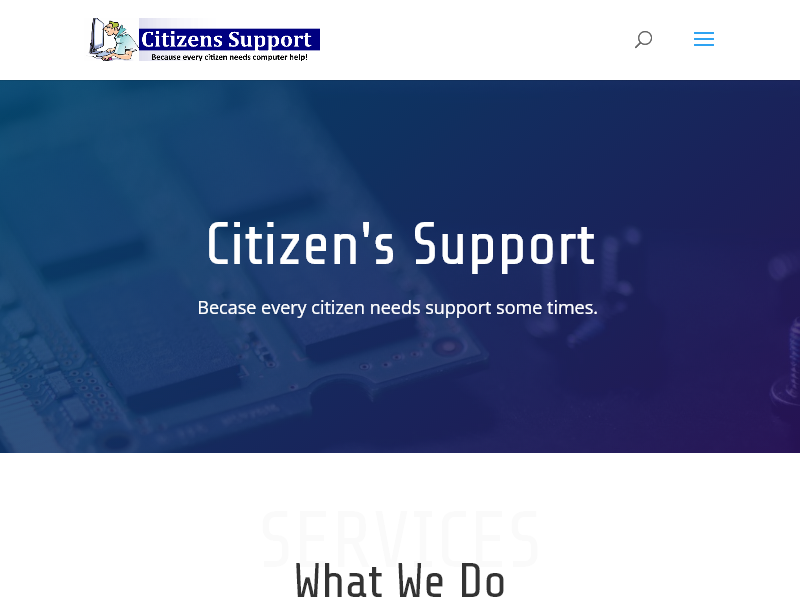 Citizens Support
Because every citizen needs computer help!
Citizen's Support
Becase every citizen needs support some times.
SERVICES
What We Do